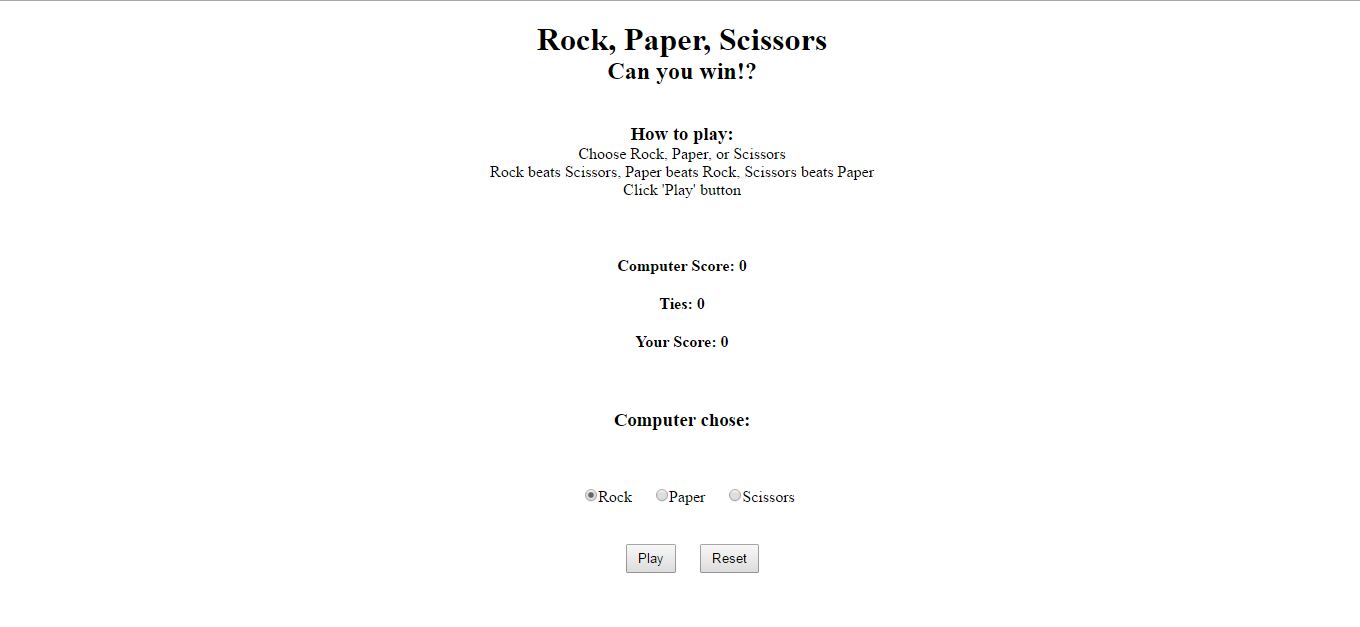 Rock, Paper, Scissors
Can you win!?
How to play:
Choose Rock, Paper, or Scissors
Rock beats Scissors, Paper beats Rock, Scissors beats Paper
Click 'Play' button
Computer Score: 0
Ties: 0
Your Score: 0
Computer chose:
Rock Paper Scissors
Play Reset